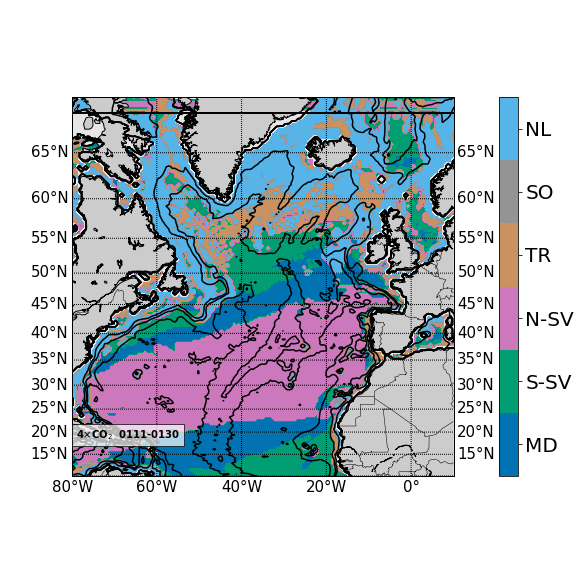 65°N 65°N
60°N 60°N
55°N 55°N
50°N 50°N
45°N 45°N
40°N 40°N
35°N 35°N
30°N 30°N
25°N 25°N
20°N 20°N
15°N 15°N
4×CO₂ 0111-0130
80°W 60°W 40°W 20°W 0°
NL
SO
TR
N-SV
S-SV
MD